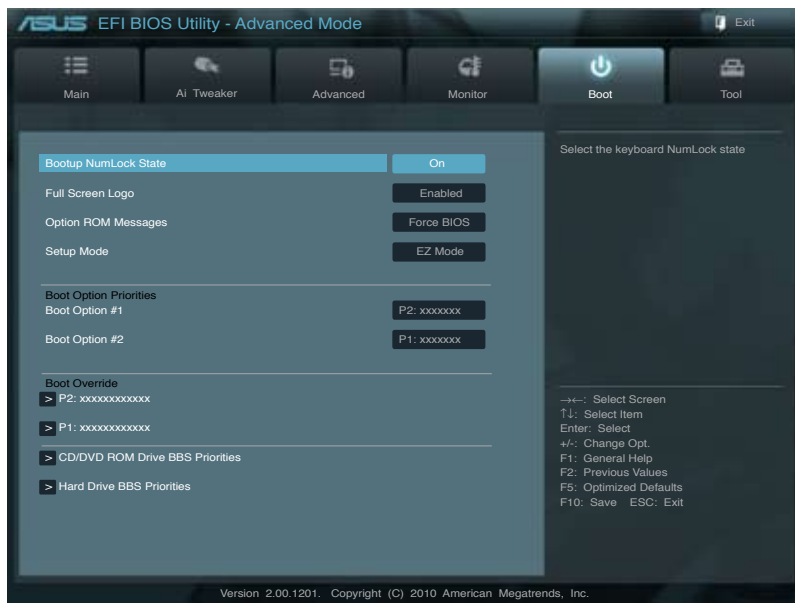 ASUS EFI BIOS Utility - Advanced Mode
Exit
Main
Ai Tweaker
Advanced
Monitor
Boot
Tool
Bootup NumLock State On
Full Screen Logo Enabled
Option ROM Messages Force BIOS
Setup Mode EZ Mode
Boot Option Priorities
Boot Option #1 P2: xxxxxxx
Boot Option #2 P1: xxxxxxx
Boot Override
> P2: xxxxxxxxxxxx
> P1: xxxxxxxxxxxx
> CD/DVD ROM Drive BBS Priorities
> Hard Drive BBS Priorities
Select the keyboard NumLock state
→←: Select Screen
↑↓: Select Item
Enter: Select
+/-: Change Opt.
F1: General Help
F2: Previous Values
F5: Optimized Defaults
F10: Save ESC: Exit
Version 2.00.1201. Copyright (C) 2010 American Megatrends, Inc.